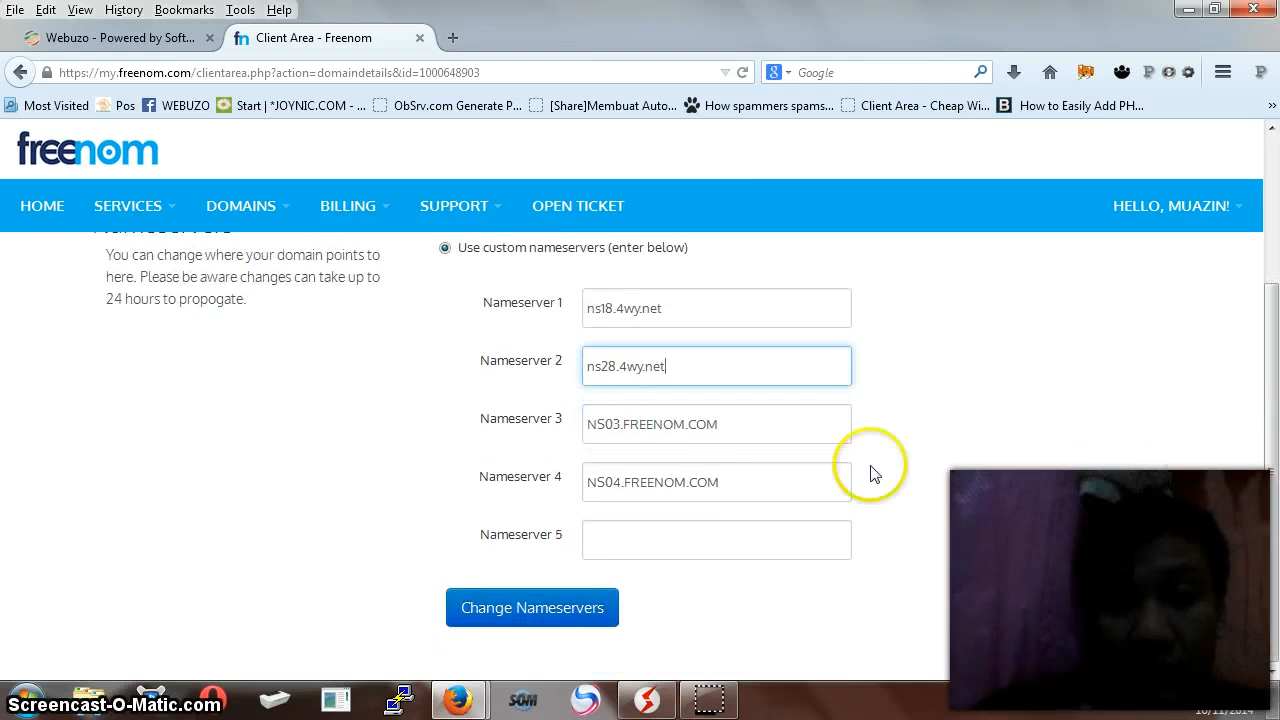 File Edit View History Bookmarks Tools Help
Webuzo - Powered by Soft... × Client Area - Freenom ×
https://my.freenom.com/clientarea.php?action=domaindetails&id=1000648903 Google
Most Visited Pos WEBUZO Start | *JOYNIC.COM - ... ObSrv.com Generate P... [Share]Membuat Auto... How spammers spams... Client Area - Cheap Wi... How to Easily Add PH... »
freenom
HOME SERVICES DOMAINS BILLING SUPPORT OPEN TICKET HELLO, MUAZIN!
You can change where your domain points to
here. Please be aware changes can take up to
24 hours to propogate.
Use custom nameservers (enter below)
Nameserver 1 ns18.4wy.net
Nameserver 2 ns28.4wy.net
Nameserver 3 NS03.FREENOM.COM
Nameserver 4 NS04.FREENOM.COM
Nameserver 5
Change Nameservers
SOM
Screencast-O-Matic.com